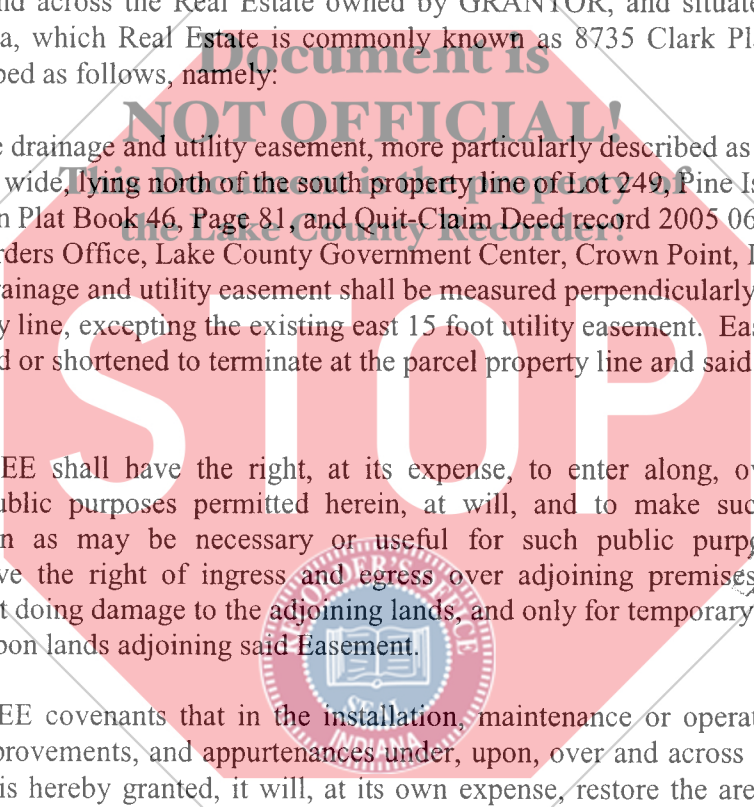 nd across the Real Estate owned by GRANTOR, and situate
a, which Real Estate is commonly known as 8735 Clark Pl
bed as follows, namely:
Document is
NOT OFFICIAL!
This Document is the property of
the Lake County Recorder!
e drainage and utility easement, more particularly described as
wide, lying north of the south property line of Lot 249, Pine Is
n Plat Book 46, Page 81, and Quit-Claim Deed record 2005 06
rders Office, Lake County Government Center, Crown Point, I
rainage and utility easement shall be measured perpendicularly
y line, excepting the existing east 15 foot utility easement. Eas
d or shortened to terminate at the parcel property line and said
STOP
EE shall have the right, at its expense, to enter along, ov
ublic purposes permitted herein, at will, and to make suc
n as may be necessary or useful for such public purp
ve the right of ingress and egress over adjoining premises
t doing damage to the adjoining lands, and only for temporary
pon lands adjoining said Easement.
RECORDER'S OFFICE
SEAL
INDIANA
EE covenants that in the installation, maintenance or operat
provements, and appurtenances under, upon, over and across
is hereby granted, it will, at its own expense, restore the are